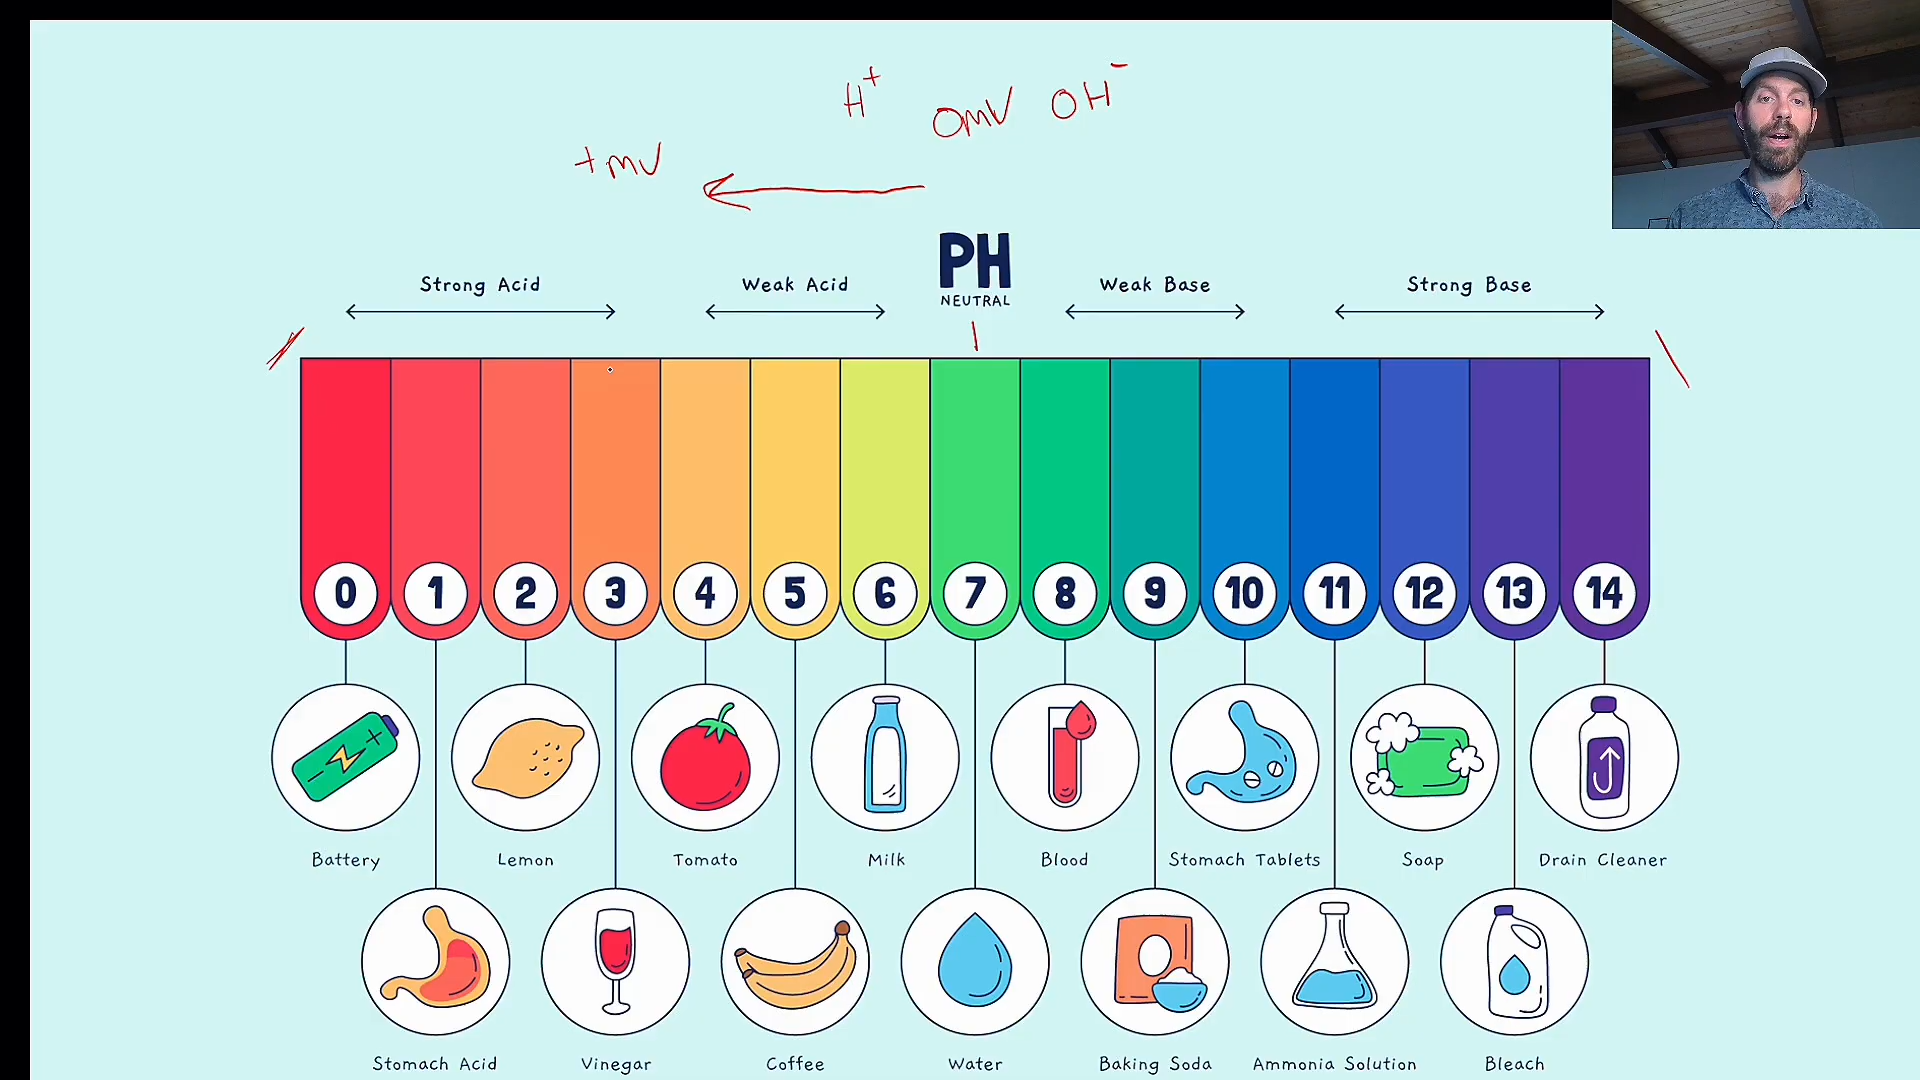 H⁺ 0mV OH⁻
+mV
PH
NEUTRAL
Strong Acid Weak Acid Weak Base Strong Base
0 1 2 3 4 5 6 7 8 9 10 11 12 13 14
Battery Lemon Tomato Milk Blood Stomach Tablets Soap Drain Cleaner
Stomach Acid Vinegar Coffee Water Baking Soda Ammonia Solution Bleach